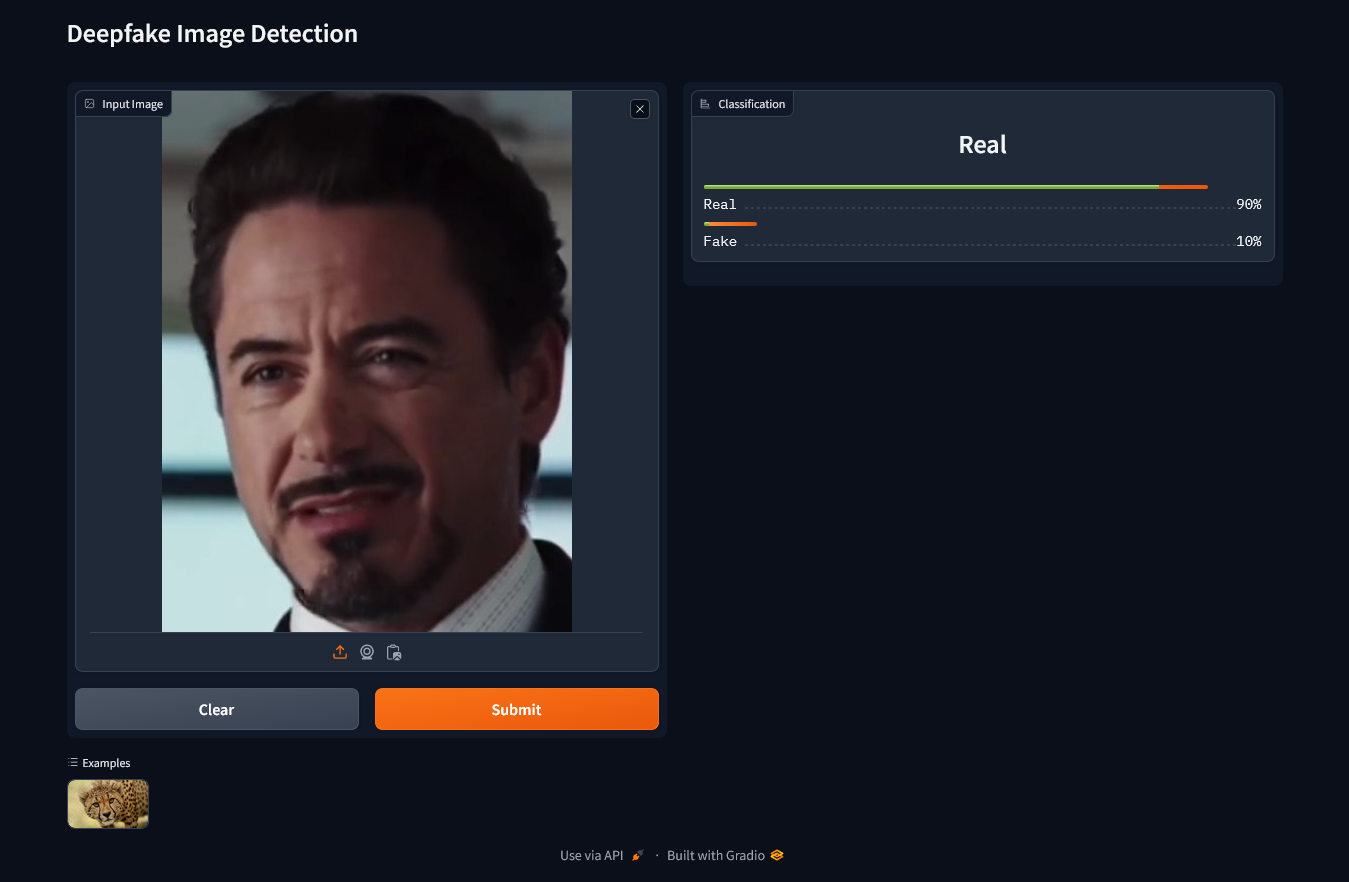 Deepfake Image Detection
Input Image
Classification
Real
Real 90%
Fake 10%
Clear
Submit
Examples
Use via API · Built with Gradio